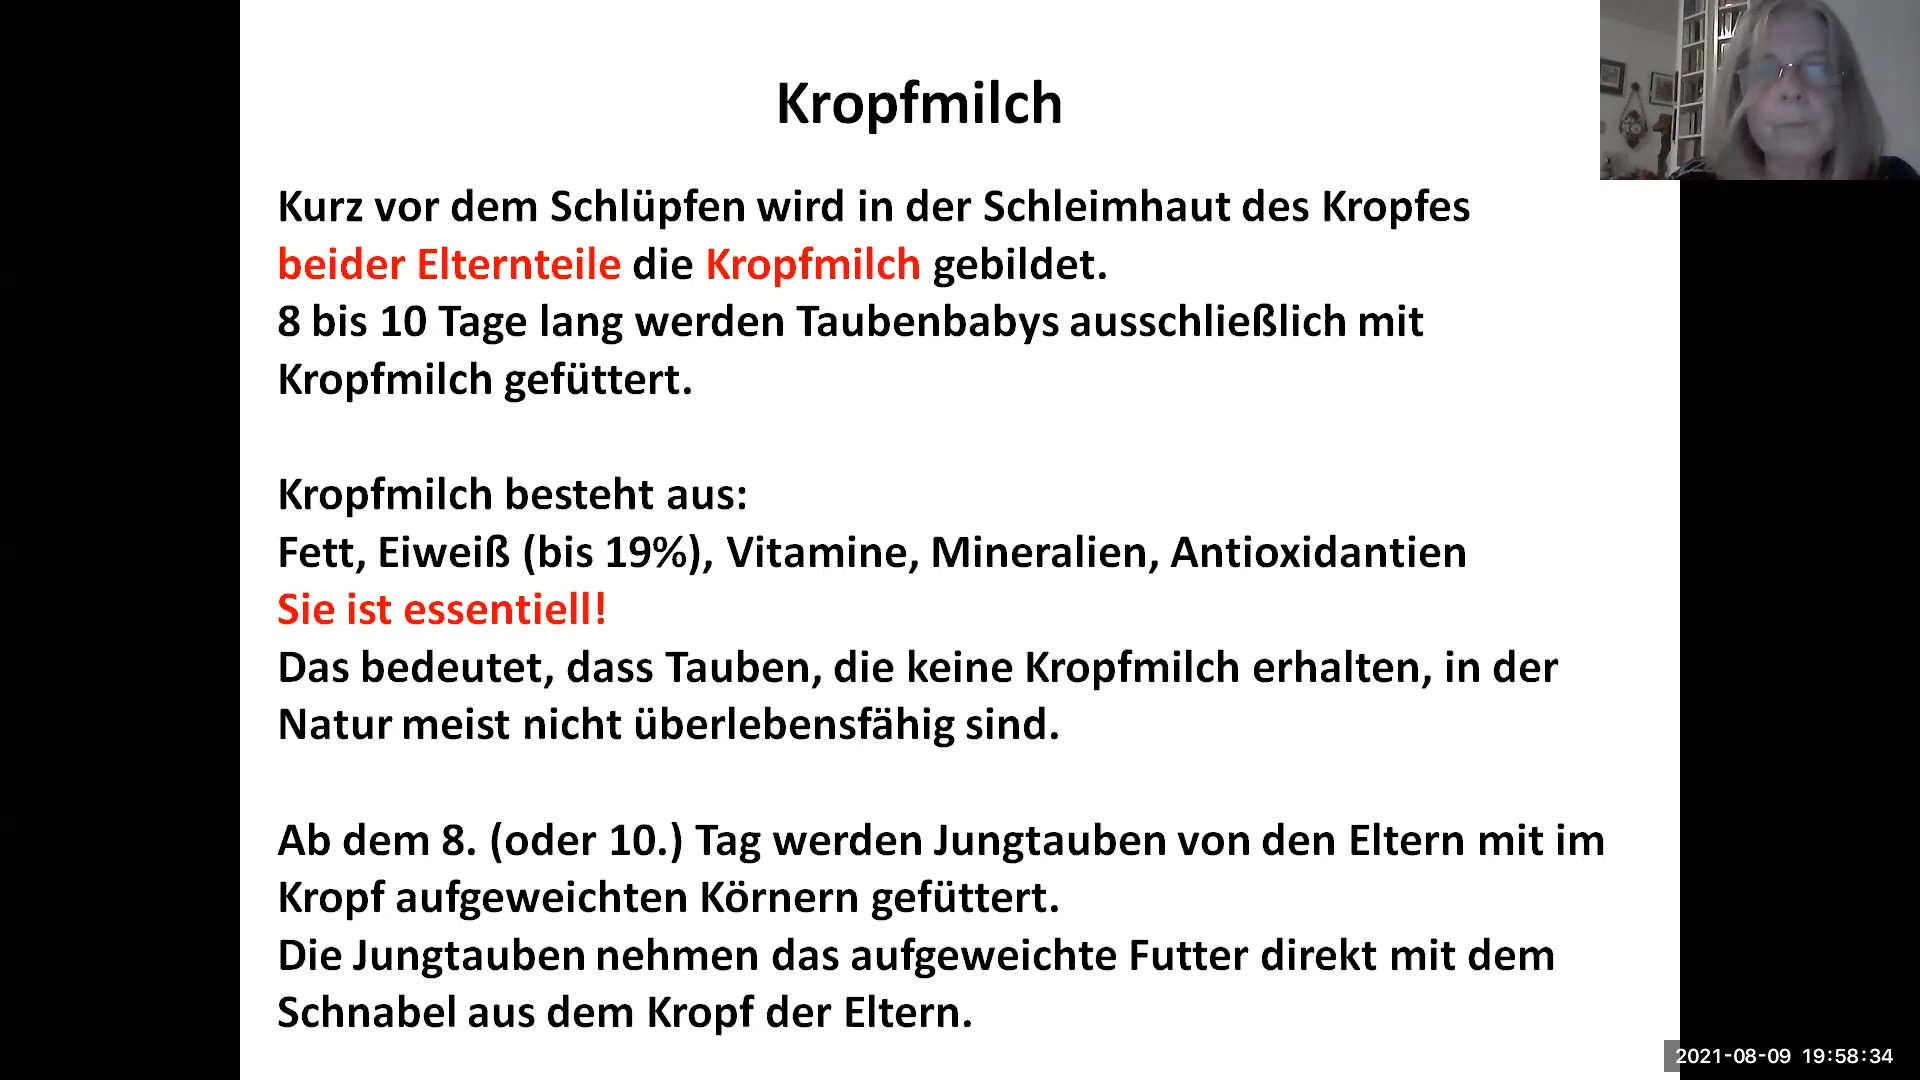 Kropfmilch
Kurz vor dem Schlüpfen wird in der Schleimhaut des Kropfes
beider Elternteile die Kropfmilch gebildet.
8 bis 10 Tage lang werden Taubenbabys ausschließlich mit
Kropfmilch gefüttert.
Kropfmilch besteht aus:
Fett, Eiweiß (bis 19%), Vitamine, Mineralien, Antioxidantien
Sie ist essentiell!
Das bedeutet, dass Tauben, die keine Kropfmilch erhalten, in der
Natur meist nicht überlebensfähig sind.
Ab dem 8. (oder 10.) Tag werden Jungtauben von den Eltern mit im
Kropf aufgeweichten Körnern gefüttert.
Die Jungtauben nehmen das aufgeweichte Futter direkt mit dem
Schnabel aus dem Kropf der Eltern.
2021-08-09 19:58:34